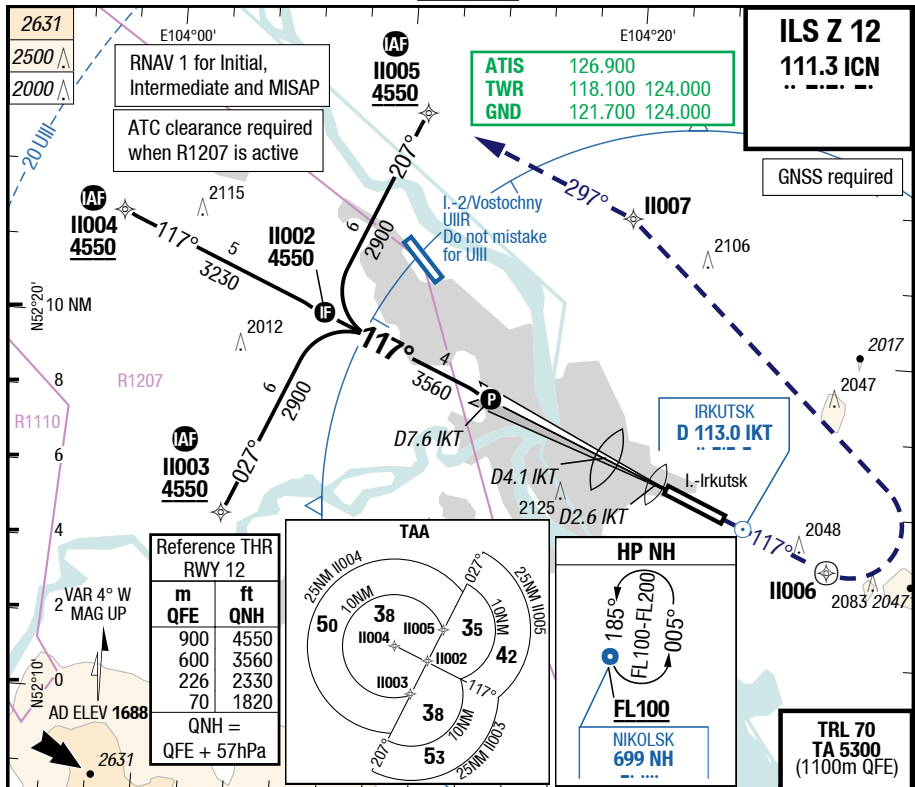 2631
2500
2000
E104°00'
E104°20'
RNAV 1 for Initial,
Intermediate and MISAP
ATC clearance required
when R1207 is active
IAF
II005
4550
ATIS 126.900
TWR 118.100 124.000
GND 121.700 124.000
ILS Z 12
111.3 ICN
GNSS required
20 UIII
207°
6
2900
297°
II007
I.-2/Vostochny
UIIR
Do not mistake
for UIII
2115
2106
IAF
II004
4550
117°
5
3230
II002
4550
IF
N52°20'
10 NM
2012
117°
4
3560
2017
2047
8
R1207
R1110
6
2900
027°
IAF
II003
4550
P
D7.6 IKT
D4.1 IKT
D2.6 IKT
IRKUTSK
D 113.0 IKT
I.-Irkutsk
6
2125
117°
2048
II006
2083
2047
4
2
0
N52°10'
VAR 4° W
MAG UP
AD ELEV 1688
2631
Reference THR
RWY 12
m ft
QFE QNH
900 4550
600 3560
226 2330
70 1820
QNH =
QFE + 57hPa
TAA
25NM II004
10NM
50
38
II004
II005
II002
II003
027°
25NM II005
10NM
35
42
117°
38
10NM
53
25NM II003
207°
HP NH
185°
FL100-FL200
005°
FL100
NIKOLSK
699 NH
TRL 70
TA 5300
(1100m QFE)